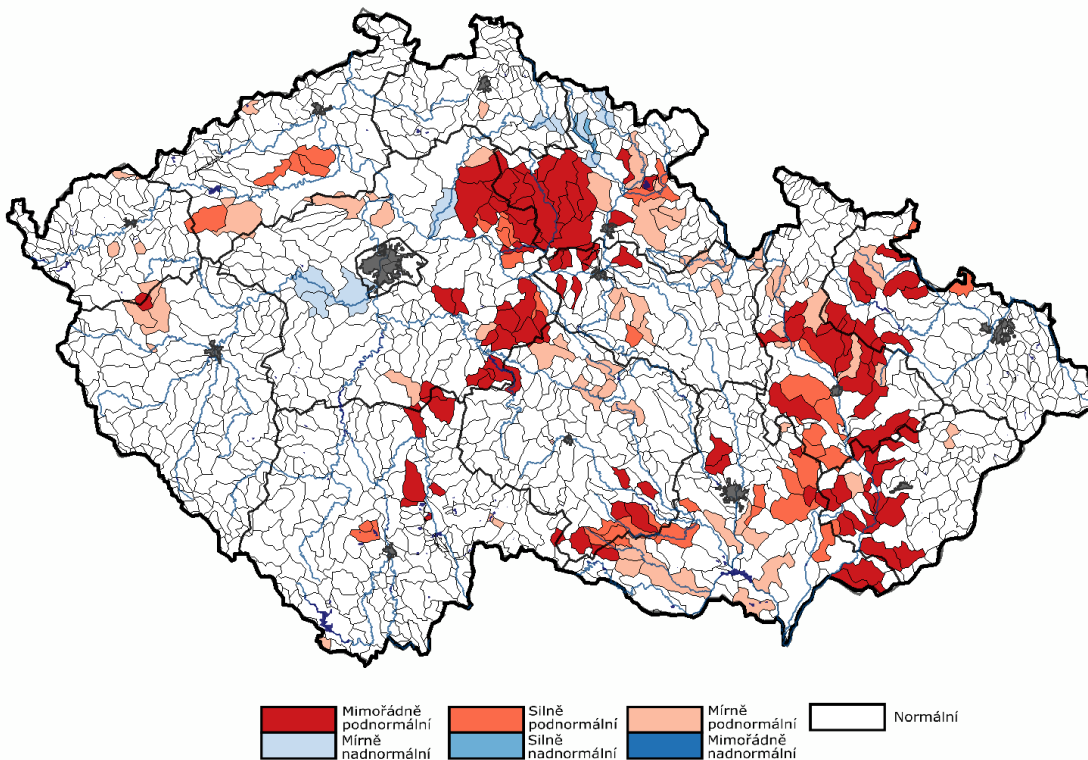 Mimořádně
podnormální
Silně
podnormální
Mírně
podnormální
Normální
Mírně
nadnormální
Silně
nadnormální
Mimořádně
nadnormální